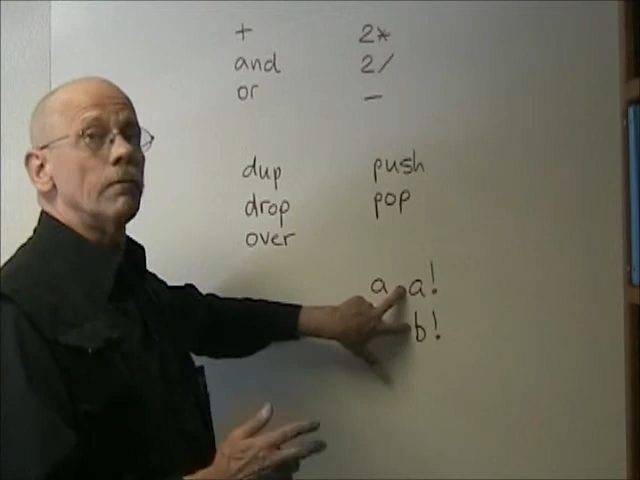 + 2*
and 2/
or -
dup push
drop pop
over
a a!
b!